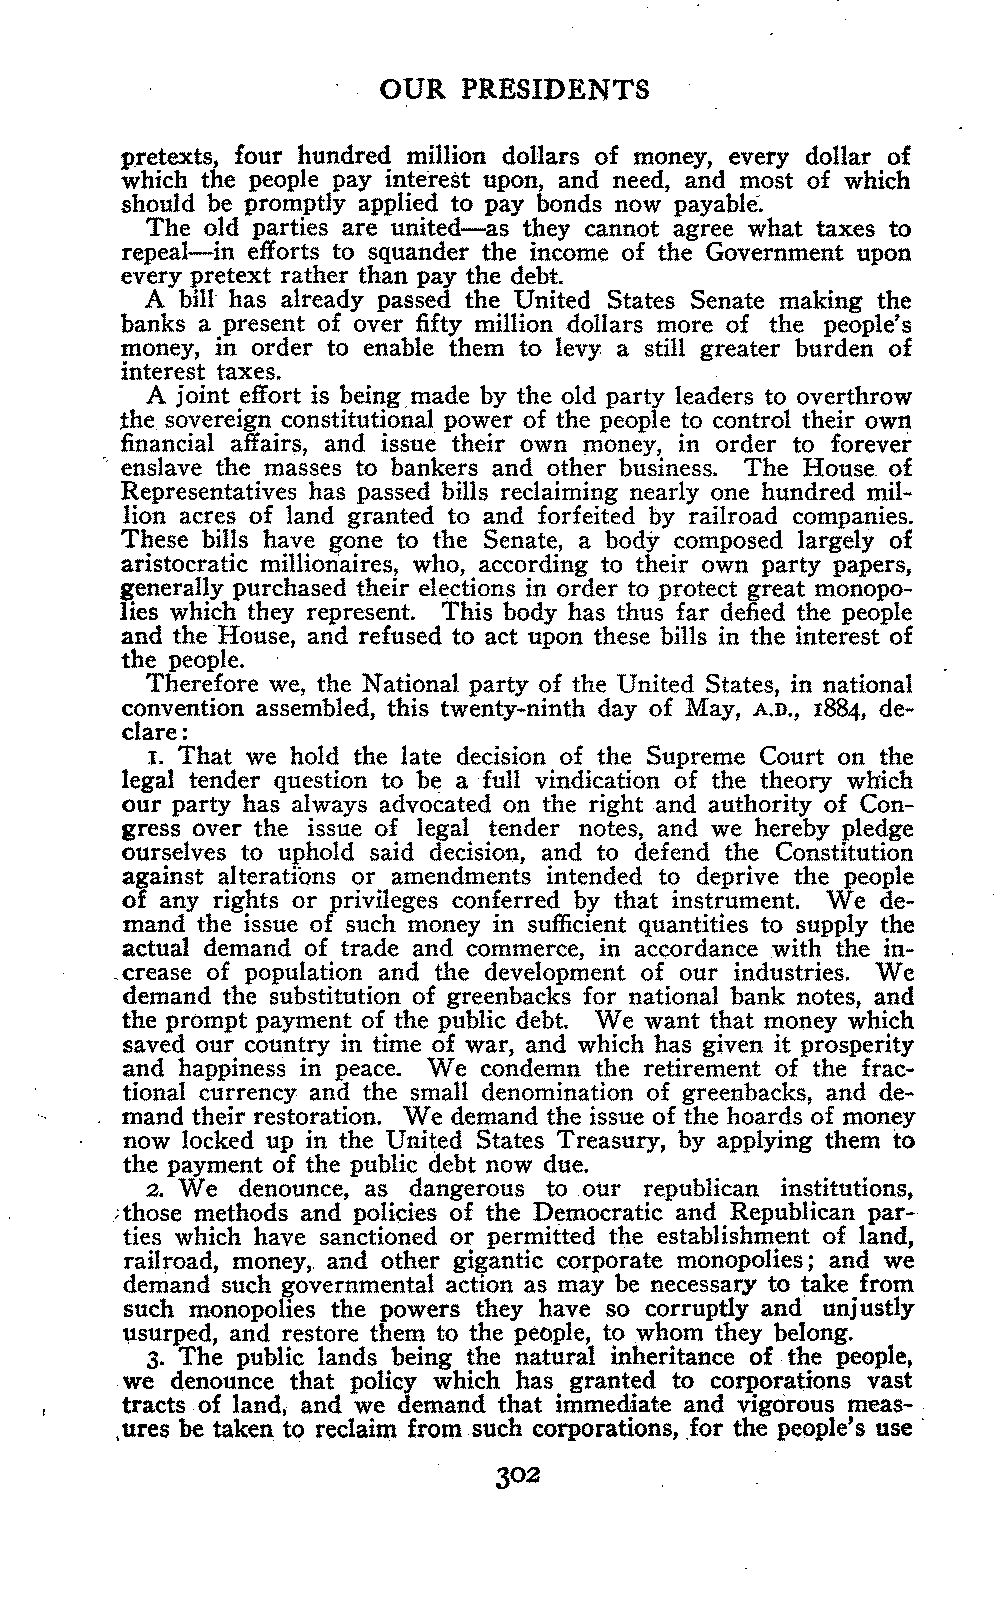 OUR PRESIDENTS
pretexts, four hundred million dollars of money, every dollar of
which the people pay interest upon, and need, and most of which
should be promptly applied to pay bonds now payable.
The old parties are united—as they cannot agree what taxes to
repeal—in efforts to squander the income of the Government upon
every pretext rather than pay the debt.
A bill has already passed the United States Senate making the
banks a present of over fifty million dollars more of the people's
money, in order to enable them to levy a still greater burden of
interest taxes.
A joint effort is being made by the old party leaders to overthrow
the sovereign constitutional power of the people to control their own
financial affairs, and issue their own money, in order to forever
enslave the masses to bankers and other business. The House of
Representatives has passed bills reclaiming nearly one hundred mil-
lion acres of land granted to and forfeited by railroad companies.
These bills have gone to the Senate, a body composed largely of
aristocratic millionaires, who, according to their own party papers,
generally purchased their elections in order to protect great monopo-
lies which they represent. This body has thus far defied the people
and the House, and refused to act upon these bills in the interest of
the people.
Therefore we, the National party of the United States, in national
convention assembled, this twenty-ninth day of May, A.D., 1884, de-
clare:
1. That we hold the late decision of the Supreme Court on the
legal tender question to be a full vindication of the theory which
our party has always advocated on the right and authority of Con-
gress over the issue of legal tender notes, and we hereby pledge
ourselves to uphold said decision, and to defend the Constitution
against alterations or amendments intended to deprive the people
of any rights or privileges conferred by that instrument. We de-
mand the issue of such money in sufficient quantities to supply the
actual demand of trade and commerce, in accordance with the in-
crease of population and the development of our industries. We
demand the substitution of greenbacks for national bank notes, and
the prompt payment of the public debt. We want that money which
saved our country in time of war, and which has given it prosperity
and happiness in peace. We condemn the retirement of the frac-
tional currency and the small denomination of greenbacks, and de-
mand their restoration. We demand the issue of the hoards of money
now locked up in the United States Treasury, by applying them to
the payment of the public debt now due.
2. We denounce, as dangerous to our republican institutions,
those methods and policies of the Democratic and Republican par-
ties which have sanctioned or permitted the establishment of land,
railroad, money, and other gigantic corporate monopolies; and we
demand such governmental action as may be necessary to take from
such monopolies the powers they have so corruptly and unjustly
usurped, and restore them to the people, to whom they belong.
3. The public lands being the natural inheritance of the people,
we denounce that policy which has granted to corporations vast
tracts of land, and we demand that immediate and vigorous meas-
ures be taken to reclaim from such corporations, for the people's use
302